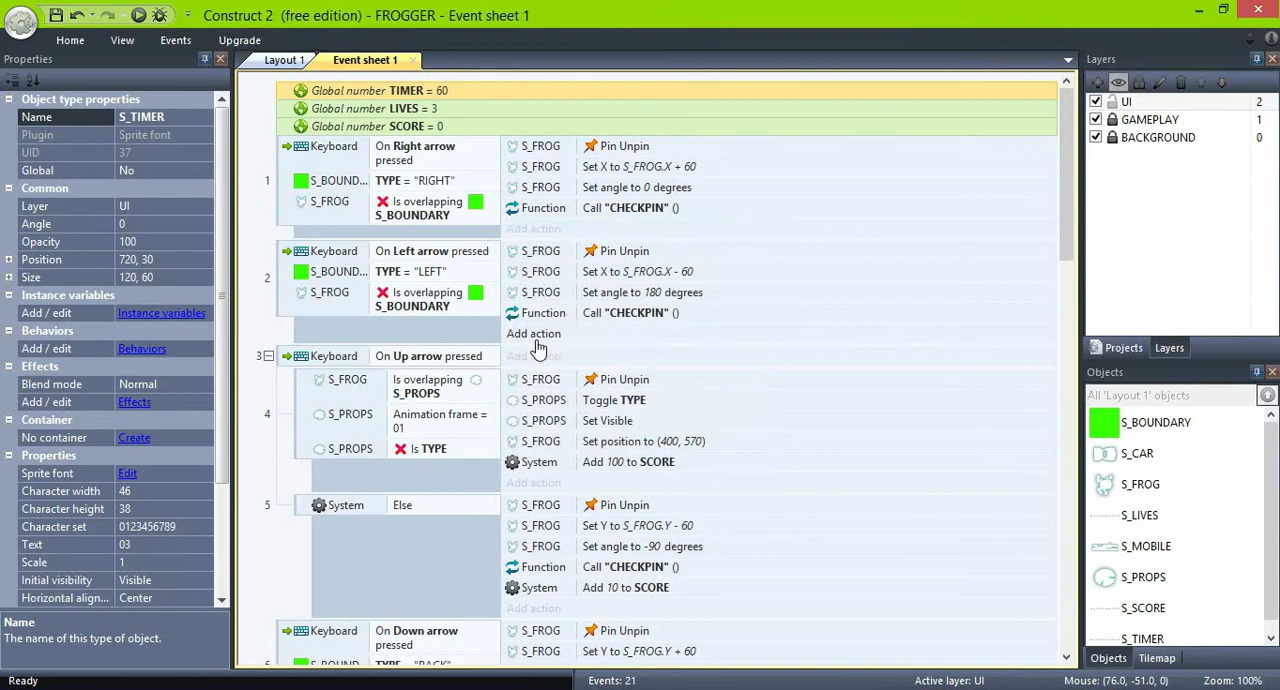 Construct 2  (free edition) - FROGGER - Event sheet 1
Home View Events Upgrade
Properties
Object type properties
Name S_TIMER
Plugin Sprite font
UID 37
Global No
Common
Layer UI
Angle 0
Opacity 100
Position 720, 30
Size 120, 60
Instance variables
Add / edit Instance variables
Behaviors
Add / edit Behaviors
Effects
Blend mode Normal
Add / edit Effects
Container
No container Create
Properties
Sprite font Edit
Character width 46
Character height 38
Character set 0123456789
Text 03
Scale 1
Initial visibility Visible
Horizontal align... Center
Name
The name of this type of object.
Layout 1 Event sheet 1
Global number TIMER = 60
Global number LIVES = 3
Global number SCORE = 0
1
Keyboard On Right arrow
pressed
S_BOUND... TYPE = "RIGHT"
S_FROG Is overlapping
S_BOUNDARY
S_FROG Pin Unpin
S_FROG Set X to S_FROG.X + 60
S_FROG Set angle to 0 degrees
Function Call "CHECKPIN" ()
Add action
2
Keyboard On Left arrow pressed
S_BOUND... TYPE = "LEFT"
S_FROG Is overlapping
S_BOUNDARY
S_FROG Pin Unpin
S_FROG Set X to S_FROG.X - 60
S_FROG Set angle to 180 degrees
Function Call "CHECKPIN" ()
Add action
3 Keyboard On Up arrow pressed
4
S_FROG Is overlapping
S_PROPS
S_PROPS Animation frame =
01
S_PROPS Is TYPE
S_FROG Pin Unpin
S_PROPS Toggle TYPE
S_PROPS Set Visible
S_FROG Set position to (400, 570)
System Add 100 to SCORE
Add action
5 System Else
S_FROG Pin Unpin
S_FROG Set Y to S_FROG.Y - 60
S_FROG Set angle to -90 degrees
Function Call "CHECKPIN" ()
System Add 10 to SCORE
Add action
Keyboard On Down arrow
pressed
S_FROG Pin Unpin
S_FROG Set Y to S_FROG.Y + 60
Layers
UI 2
GAMEPLAY 1
BACKGROUND 0
Projects Layers
Objects
All 'Layout 1' objects
S_BOUNDARY
S_CAR
S_FROG
S_LIVES
S_MOBILE
S_PROPS
S_SCORE
S_TIMER
Objects Tilemap
Ready Events: 21 Active layer: UI Mouse: (76.0, -51.0, 0) Zoom: 100%